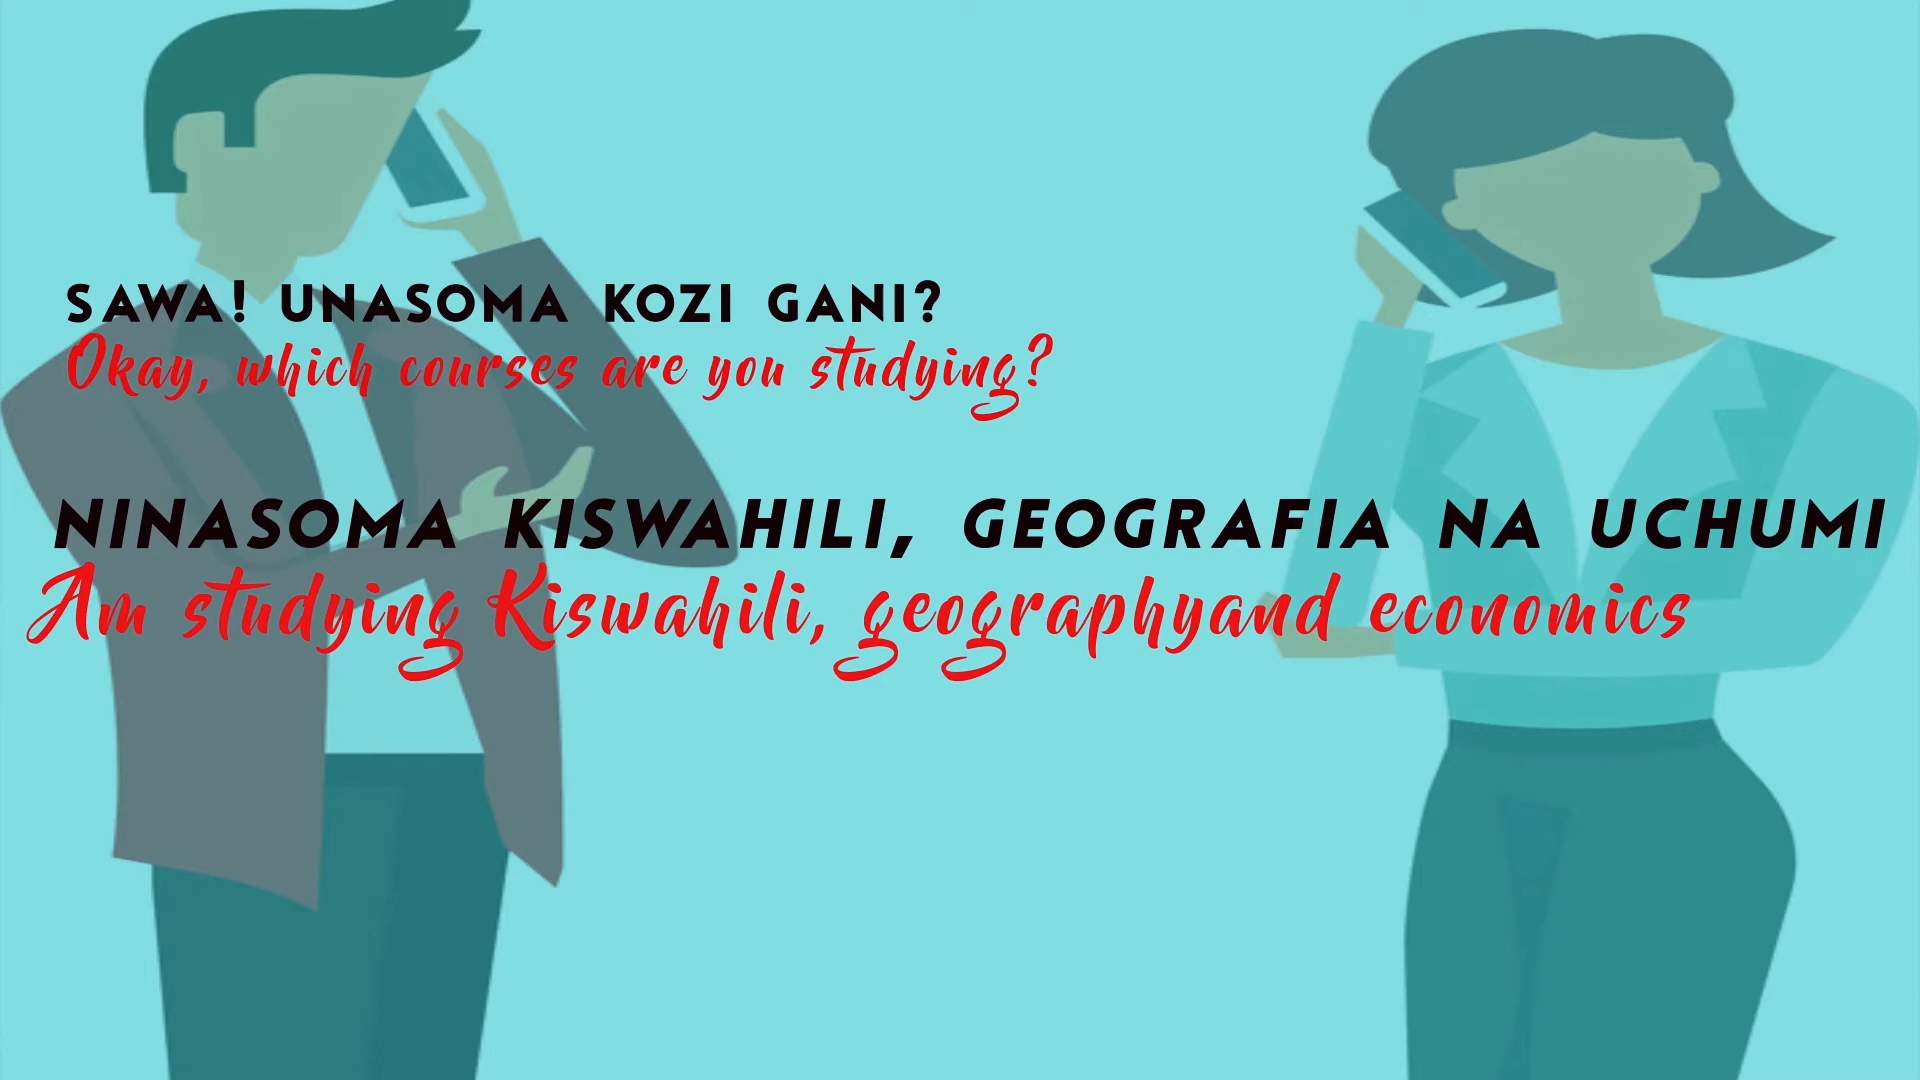 SAWA! UNASOMA KOZI GANI?
Okay, which courses are you studying?
NINASOMA KISWAHILI, GEOGRAFIA NA UCHUMI
Am studying Kiswahili, geographyand economics